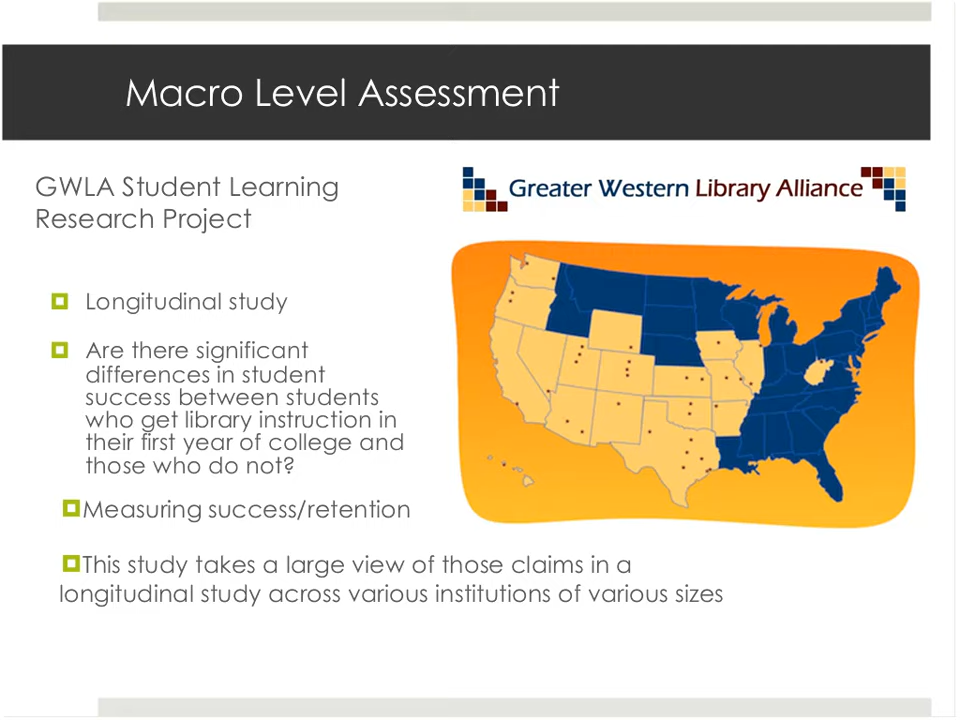 Macro Level Assessment
GWLA Student Learning
Research Project
Greater Western Library Alliance
Longitudinal study
Are there significant
differences in student
success between students
who get library instruction in
their first year of college and
those who do not?
Measuring success/retention
This study takes a large view of those claims in a
longitudinal study across various institutions of various sizes